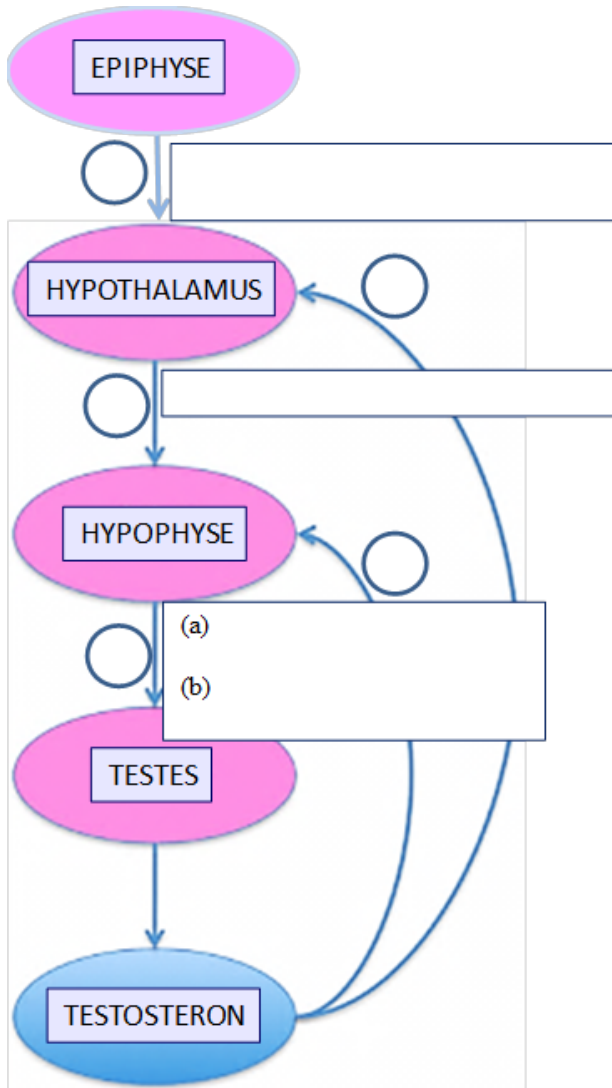 EPIPHYSE
HYPOTHALAMUS
HYPOPHYSE
(a)
(b)
TESTES
TESTOSTERON